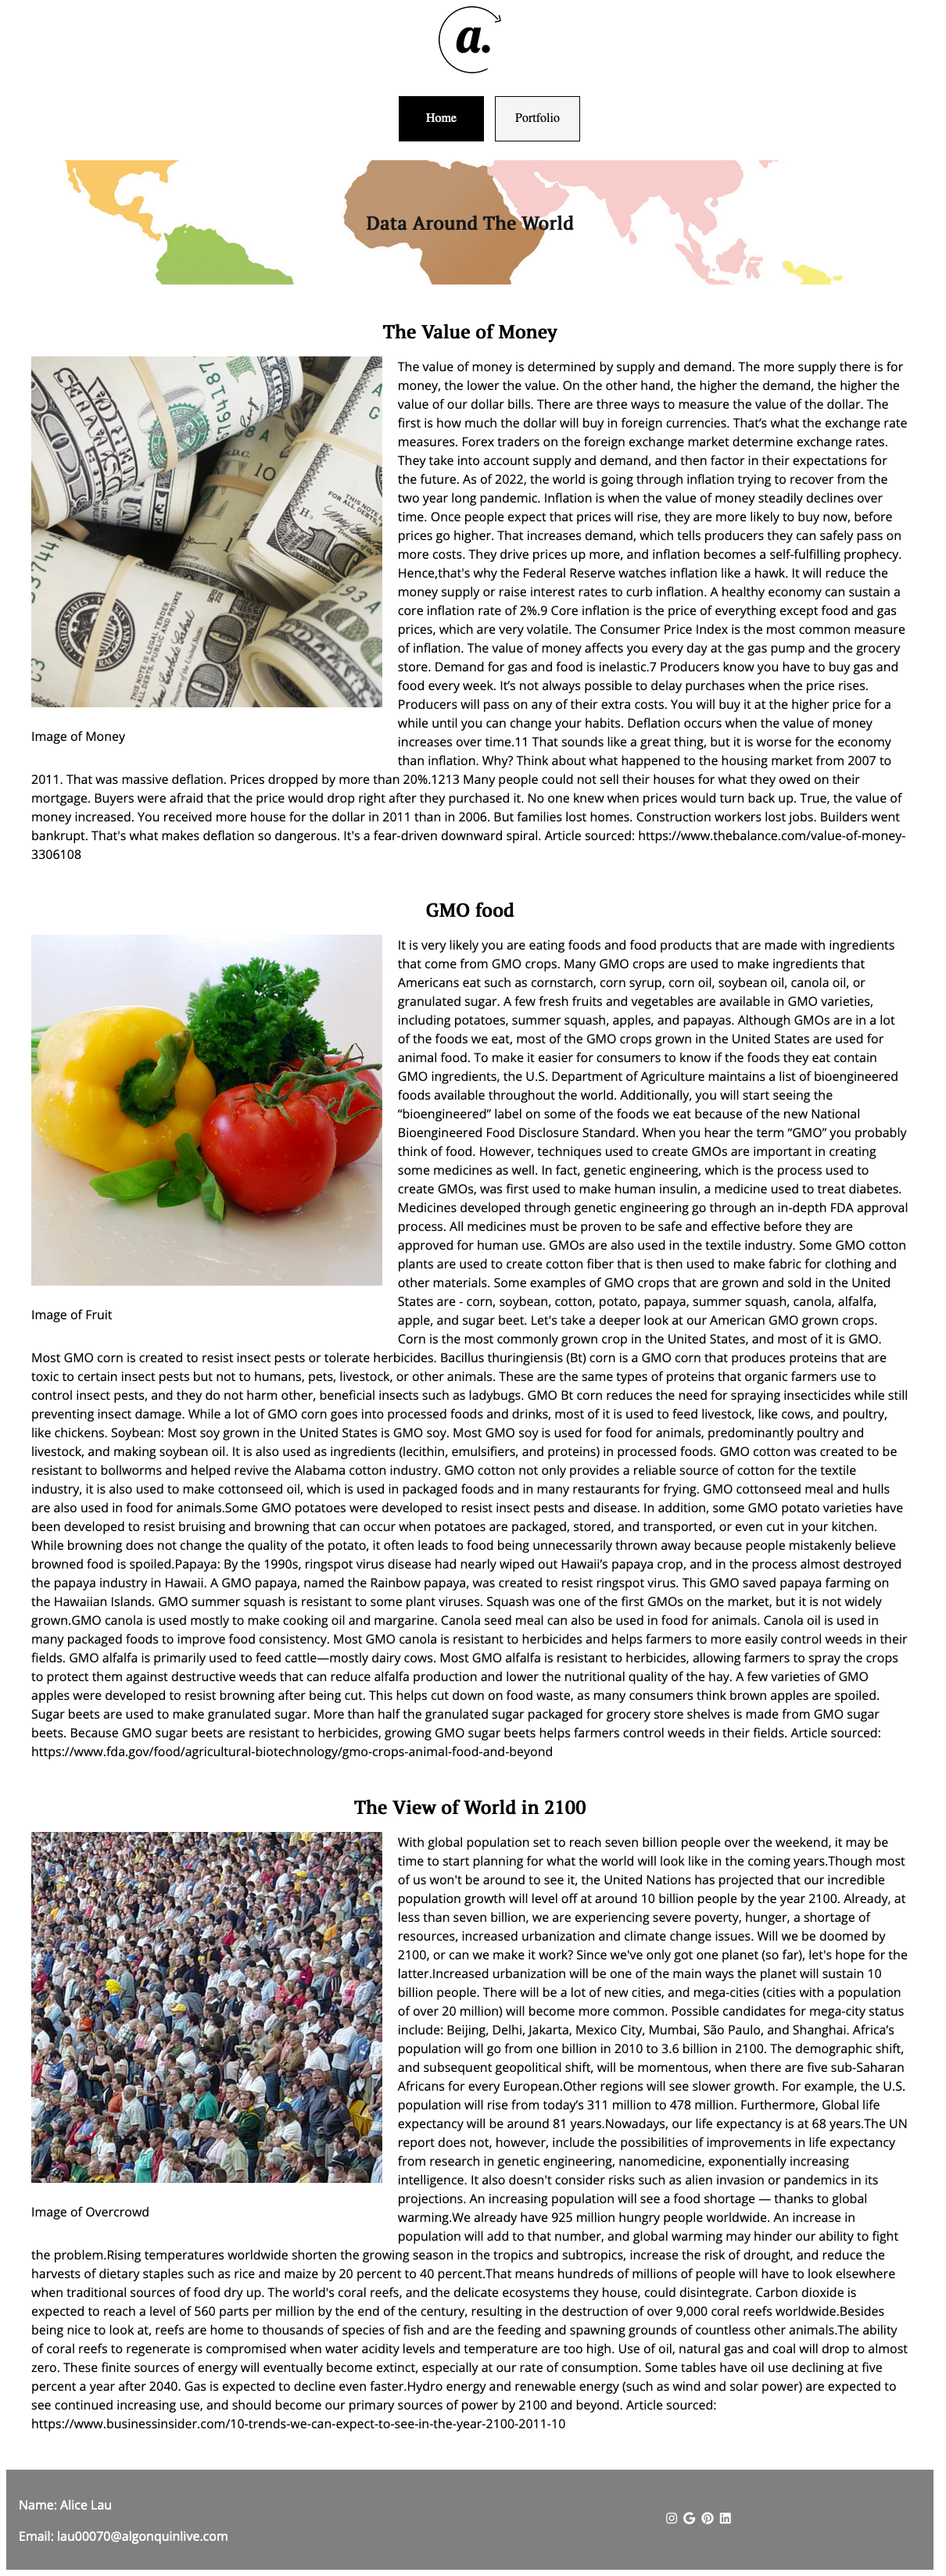 a.
Home
Portfolio
Data Around The World
The Value of Money
The value of money is determined by supply and demand. The more supply there is for
money, the lower the value. On the other hand, the higher the demand, the higher the
value of our dollar bills. There are three ways to measure the value of the dollar. The
first is how much the dollar will buy in foreign currencies. That’s what the exchange rate
measures. Forex traders on the foreign exchange market determine exchange rates.
They take into account supply and demand, and then factor in their expectations for
the future. As of 2022, the world is going through inflation trying to recover from the
two year long pandemic. Inflation is when the value of money steadily declines over
time. Once people expect that prices will rise, they are more likely to buy now, before
prices go higher. That increases demand, which tells producers they can safely pass on
more costs. They drive prices up more, and inflation becomes a self-fulfilling prophecy.
Hence,that's why the Federal Reserve watches inflation like a hawk. It will reduce the
money supply or raise interest rates to curb inflation. A healthy economy can sustain a
core inflation rate of 2%.9 Core inflation is the price of everything except food and gas
prices, which are very volatile. The Consumer Price Index is the most common measure
of inflation. The value of money affects you every day at the gas pump and the grocery
store. Demand for gas and food is inelastic.7 Producers know you have to buy gas and
food every week. It’s not always possible to delay purchases when the price rises.
Producers will pass on any of their extra costs. You will buy it at the higher price for a
while until you can change your habits. Deflation occurs when the value of money
Image of Money
increases over time.11 That sounds like a great thing, but it is worse for the economy
than inflation. Why? Think about what happened to the housing market from 2007 to
2011. That was massive deflation. Prices dropped by more than 20%.1213 Many people could not sell their houses for what they owed on their
mortgage. Buyers were afraid that the price would drop right after they purchased it. No one knew when prices would turn back up. True, the value of
money increased. You received more house for the dollar in 2011 than in 2006. But families lost homes. Construction workers lost jobs. Builders went
bankrupt. That's what makes deflation so dangerous. It's a fear-driven downward spiral. Article sourced: https://www.thebalance.com/value-of-money-
3306108
GMO food
It is very likely you are eating foods and food products that are made with ingredients
that come from GMO crops. Many GMO crops are used to make ingredients that
Americans eat such as cornstarch, corn syrup, corn oil, soybean oil, canola oil, or
granulated sugar. A few fresh fruits and vegetables are available in GMO varieties,
including potatoes, summer squash, apples, and papayas. Although GMOs are in a lot
of the foods we eat, most of the GMO crops grown in the United States are used for
animal food. To make it easier for consumers to know if the foods they eat contain
GMO ingredients, the U.S. Department of Agriculture maintains a list of bioengineered
foods available throughout the world. Additionally, you will start seeing the
“bioengineered” label on some of the foods we eat because of the new National
Bioengineered Food Disclosure Standard. When you hear the term “GMO” you probably
think of food. However, techniques used to create GMOs are important in creating
some medicines as well. In fact, genetic engineering, which is the process used to
create GMOs, was first used to make human insulin, a medicine used to treat diabetes.
Medicines developed through genetic engineering go through an in-depth FDA approval
process. All medicines must be proven to be safe and effective before they are
approved for human use. GMOs are also used in the textile industry. Some GMO cotton
plants are used to create cotton fiber that is then used to make fabric for clothing and
other materials. Some examples of GMO crops that are grown and sold in the United
States are - corn, soybean, cotton, potato, papaya, summer squash, canola, alfalfa,
Image of Fruit
apple, and sugar beet. Let's take a deeper look at our American GMO grown crops.
Corn is the most commonly grown crop in the United States, and most of it is GMO.
Most GMO corn is created to resist insect pests or tolerate herbicides. Bacillus thuringiensis (Bt) corn is a GMO corn that produces proteins that are
toxic to certain insect pests but not to humans, pets, livestock, or other animals. These are the same types of proteins that organic farmers use to
control insect pests, and they do not harm other, beneficial insects such as ladybugs. GMO Bt corn reduces the need for spraying insecticides while still
preventing insect damage. While a lot of GMO corn goes into processed foods and drinks, most of it is used to feed livestock, like cows, and poultry,
like chickens. Soybean: Most soy grown in the United States is GMO soy. Most GMO soy is used for food for animals, predominantly poultry and
livestock, and making soybean oil. It is also used as ingredients (lecithin, emulsifiers, and proteins) in processed foods. GMO cotton was created to be
resistant to bollworms and helped revive the Alabama cotton industry. GMO cotton not only provides a reliable source of cotton for the textile
industry, it is also used to make cottonseed oil, which is used in packaged foods and in many restaurants for frying. GMO cottonseed meal and hulls
are also used in food for animals.Some GMO potatoes were developed to resist insect pests and disease. In addition, some GMO potato varieties have
been developed to resist bruising and browning that can occur when potatoes are packaged, stored, and transported, or even cut in your kitchen.
While browning does not change the quality of the potato, it often leads to food being unnecessarily thrown away because people mistakenly believe
browned food is spoiled.Papaya: By the 1990s, ringspot virus disease had nearly wiped out Hawaii’s papaya crop, and in the process almost destroyed
the papaya industry in Hawaii. A GMO papaya, named the Rainbow papaya, was created to resist ringspot virus. This GMO saved papaya farming on
the Hawaiian Islands. GMO summer squash is resistant to some plant viruses. Squash was one of the first GMOs on the market, but it is not widely
grown.GMO canola is used mostly to make cooking oil and margarine. Canola seed meal can also be used in food for animals. Canola oil is used in
many packaged foods to improve food consistency. Most GMO canola is resistant to herbicides and helps farmers to more easily control weeds in their
fields. GMO alfalfa is primarily used to feed cattle—mostly dairy cows. Most GMO alfalfa is resistant to herbicides, allowing farmers to spray the crops
to protect them against destructive weeds that can reduce alfalfa production and lower the nutritional quality of the hay. A few varieties of GMO
apples were developed to resist browning after being cut. This helps cut down on food waste, as many consumers think brown apples are spoiled.
Sugar beets are used to make granulated sugar. More than half the granulated sugar packaged for grocery store shelves is made from GMO sugar
beets. Because GMO sugar beets are resistant to herbicides, growing GMO sugar beets helps farmers control weeds in their fields. Article sourced:
https://www.fda.gov/food/agricultural-biotechnology/gmo-crops-animal-food-and-beyond
The View of World in 2100
With global population set to reach seven billion people over the weekend, it may be
time to start planning for what the world will look like in the coming years.Though most
of us won't be around to see it, the United Nations has projected that our incredible
population growth will level off at around 10 billion people by the year 2100. Already, at
less than seven billion, we are experiencing severe poverty, hunger, a shortage of
resources, increased urbanization and climate change issues. Will we be doomed by
2100, or can we make it work? Since we've only got one planet (so far), let's hope for the
latter.Increased urbanization will be one of the main ways the planet will sustain 10
billion people. There will be a lot of new cities, and mega-cities (cities with a population
of over 20 million) will become more common. Possible candidates for mega-city status
include: Beijing, Delhi, Jakarta, Mexico City, Mumbai, São Paulo, and Shanghai. Africa’s
population will go from one billion in 2010 to 3.6 billion in 2100. The demographic shift,
and subsequent geopolitical shift, will be momentous, when there are five sub-Saharan
Africans for every European.Other regions will see slower growth. For example, the U.S.
population will rise from today’s 311 million to 478 million. Furthermore, Global life
expectancy will be around 81 years.Nowadays, our life expectancy is at 68 years.The UN
report does not, however, include the possibilities of improvements in life expectancy
from research in genetic engineering, nanomedicine, exponentially increasing
intelligence. It also doesn't consider risks such as alien invasion or pandemics in its
projections. An increasing population will see a food shortage — thanks to global
Image of Overcrowd
warming.We already have 925 million hungry people worldwide. An increase in
population will add to that number, and global warming may hinder our ability to fight
the problem.Rising temperatures worldwide shorten the growing season in the tropics and subtropics, increase the risk of drought, and reduce the
harvests of dietary staples such as rice and maize by 20 percent to 40 percent.That means hundreds of millions of people will have to look elsewhere
when traditional sources of food dry up. The world's coral reefs, and the delicate ecosystems they house, could disintegrate. Carbon dioxide is
expected to reach a level of 560 parts per million by the end of the century, resulting in the destruction of over 9,000 coral reefs worldwide.Besides
being nice to look at, reefs are home to thousands of species of fish and are the feeding and spawning grounds of countless other animals.The ability
of coral reefs to regenerate is compromised when water acidity levels and temperature are too high. Use of oil, natural gas and coal will drop to almost
zero. These finite sources of energy will eventually become extinct, especially at our rate of consumption. Some tables have oil use declining at five
percent a year after 2040. Gas is expected to decline even faster.Hydro energy and renewable energy (such as wind and solar power) are expected to
see continued increasing use, and should become our primary sources of power by 2100 and beyond. Article sourced:
https://www.businessinsider.com/10-trends-we-can-expect-to-see-in-the-year-2100-2011-10
Name: Alice Lau
Email: lau00070@algonquinlive.com